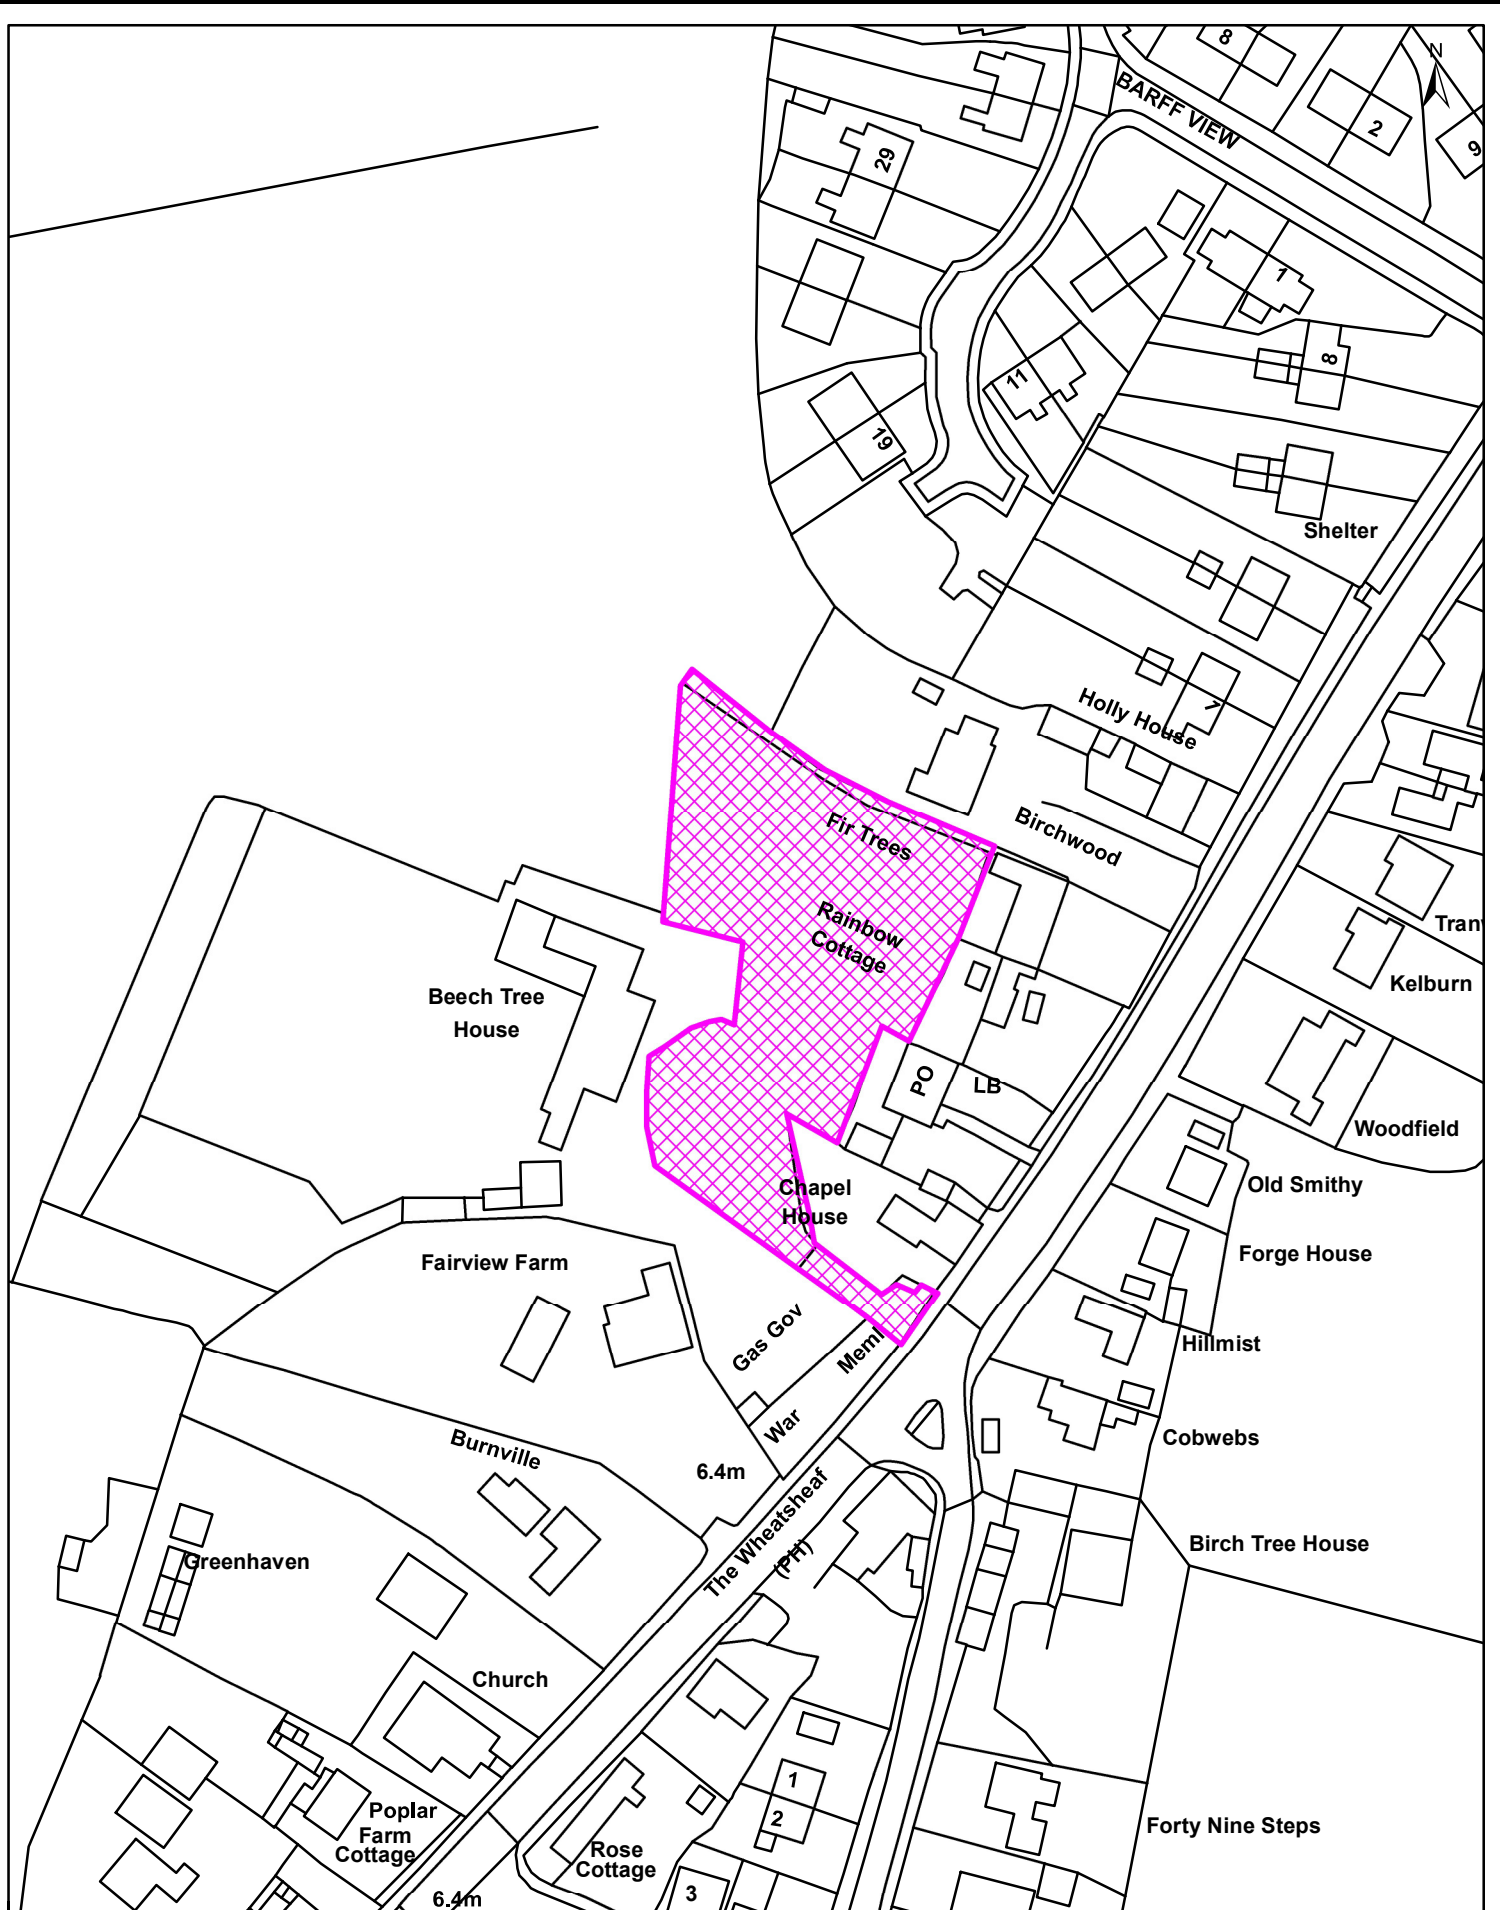 8
N
BARFF VIEW
2
9
29
1
8
11
19
Shelter
7
Holly House
Fir Trees
Birchwood
Rainbow
Cottage
Kelburn
Beech Tree
House
PO
LB
Woodfield
Old Smithy
Chapel
House
Forge House
Fairview Farm
Gas Gov
Meml
War
Hillmist
Cobwebs
Burnville
6.4m
The Wheatsheaf
(PH)
Birch Tree House
Greenhaven
Church
1
2
Poplar
Farm
Cottage
Forty Nine Steps
Rose
Cottage
3
6.4m